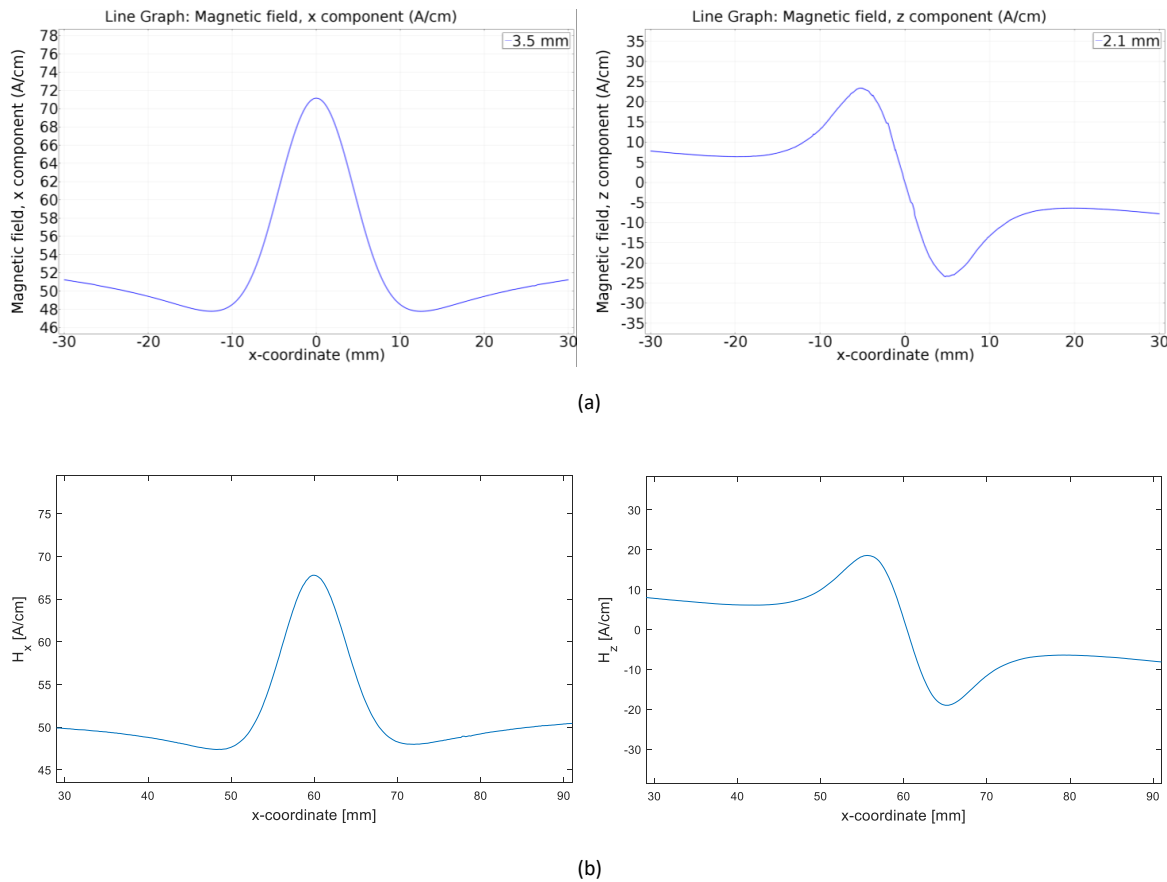 Line Graph: Magnetic field, x component (A/cm)
Magnetic field, x component (A/cm)
78
76
74
72
70
68
66
64
62
60
58
56
54
52
50
48
46
3.5 mm
-30 -20 -10 0 10 20 30
x-coordinate (mm)
Line Graph: Magnetic field, z component (A/cm)
Magnetic field, z component (A/cm)
35
30
25
20
15
10
5
0
-5
-10
-15
-20
-25
-30
-35
2.1 mm
-30 -20 -10 0 10 20 30
x-coordinate (mm)
(a)
H_x [A/cm]
75
70
65
60
55
50
45
30 40 50 60 70 80 90
x-coordinate [mm]
H_z [A/cm]
30
20
10
0
-10
-20
-30
30 40 50 60 70 80 90
x-coordinate [mm]
(b)